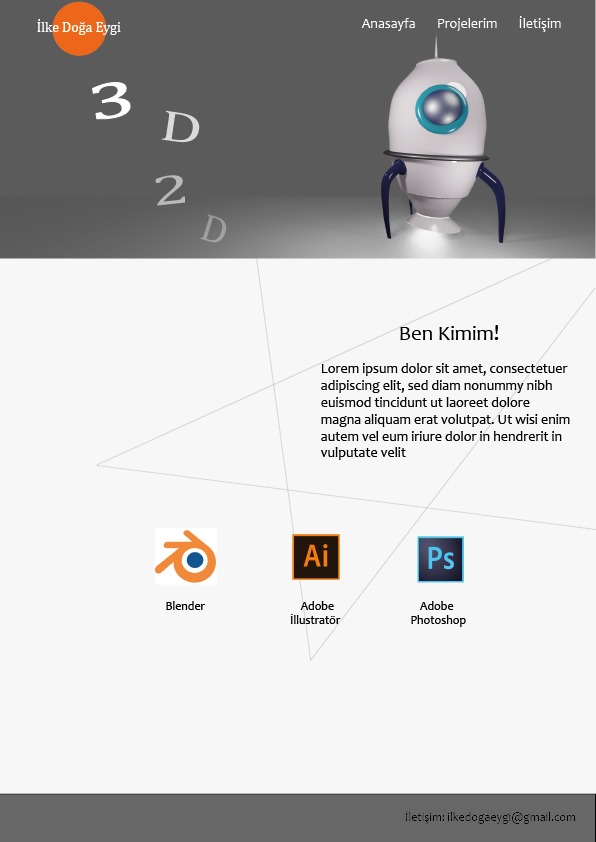 İlke Doğa Eygi
Anasayfa Projelerim İletişim
3
D
2
D
Ben Kimim!
Lorem ipsum dolor sit amet, consectetuer
adipiscing elit, sed diam nonummy nibh
euismod tincidunt ut laoreet dolore
magna aliquam erat volutpat. Ut wisi enim
autem vel eum iriure dolor in hendrerit in
vulputate velit
Ai
Ps
Blender
Adobe
İllustratör
Adobe
Photoshop
İletişim: ilkedogaeygi@gmail.com